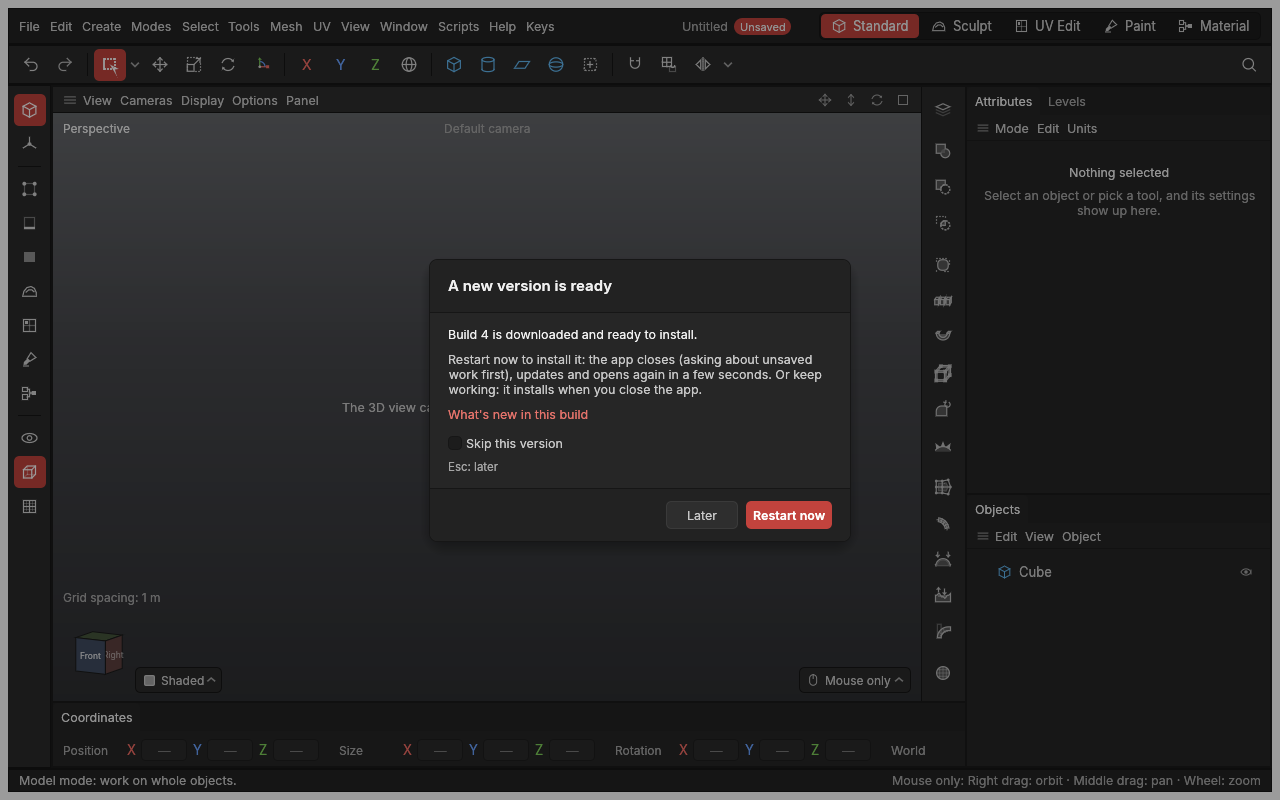 File Edit Create Modes Select Tools Mesh UV View Window Scripts Help Keys
Untitled Unsaved
Standard Sculpt UV Edit Paint Material
X Y Z
View Cameras Display Options Panel
Perspective
Default camera
Attributes Levels
Mode Edit Units
Nothing selected
Select an object or pick a tool, and its settings
show up here.
A new version is ready
Build 4 is downloaded and ready to install.
Restart now to install it: the app closes (asking about unsaved
work first), updates and opens again in a few seconds. Or keep
working: it installs when you close the app.
The 3D view
What's new in this build
Skip this version
Esc: later
Later Restart now
Objects
Edit View Object
Cube
Grid spacing: 1 m
Front Right
Shaded
Mouse only
Coordinates
Position X — Y — Z — Size X — Y — Z — Rotation X — Y — Z — World
Model mode: work on whole objects.
Mouse only: Right drag: orbit · Middle drag: pan · Wheel: zoom